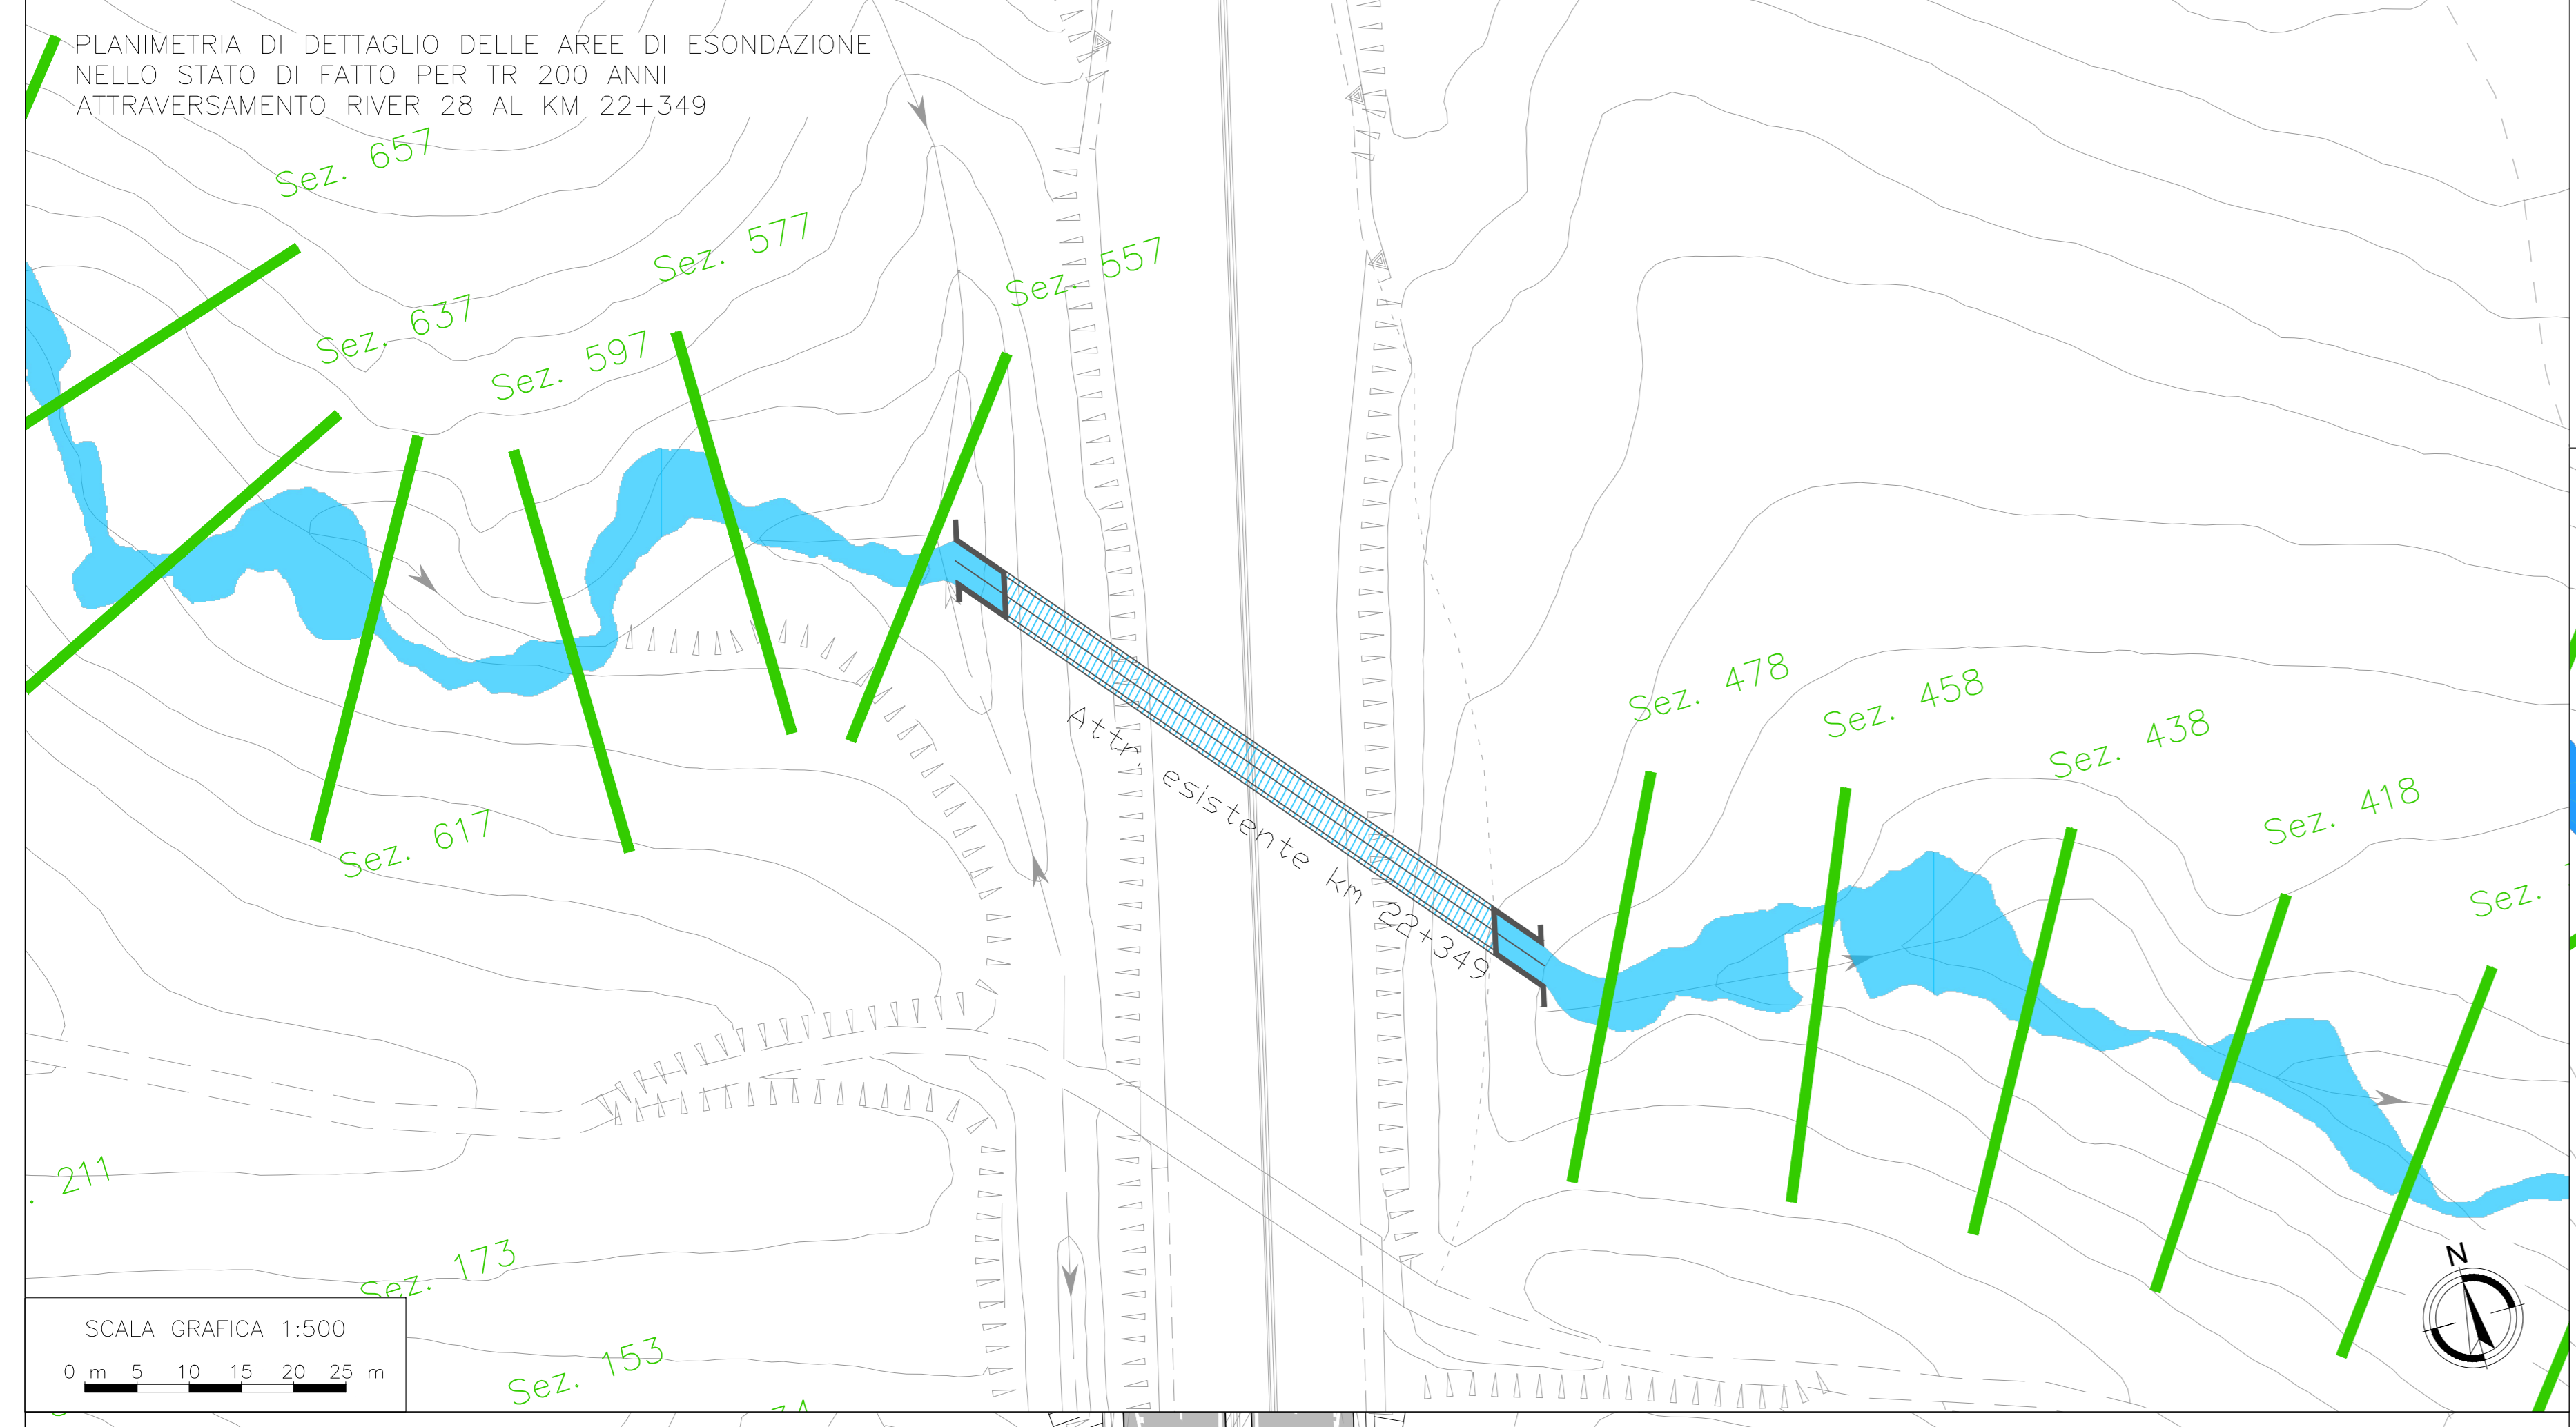 PLANIMETRIA DI DETTAGLIO DELLE AREE DI ESONDAZIONE
NELLO STATO DI FATTO PER TR 200 ANNI
ATTRAVERSAMENTO RIVER 28 AL KM 22+349
Sez. 657
Sez. 577
Sez. 557
Sez. 637
Sez. 597
Sez. 478
Sez. 458
Sez. 438
Sez. 418
Attr. esistente km 22+349
Sez. 617
Sez.
. 211
Sez. 173
Sez. 153
N
SCALA GRAFICA 1:500
0 m 5 10 15 20 25 m